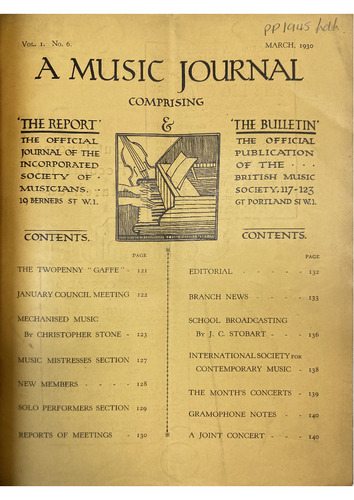 PP1945 hdh
VOL. 1. No. 6.
MARCH, 1930
A MUSIC JOURNAL
COMPRISING
'THE REPORT'
THE OFFICIAL
JOURNAL OF THE
INCORPORATED
SOCIETY OF -
MUSICIANS. . .
19 BERNERS ST W.1.
&
'THE BULLETIN'
THE OFFICIAL
PUBLICATION
OF THE . . .
BRITISH MUSIC
SOCIETY, 117-123
GT PORTLAND ST W.1.
CONTENTS.
PAGE
THE TWOPENNY "GAFFE" - 121
JANUARY COUNCIL MEETING 122
MECHANISED MUSIC
BY CHRISTOPHER STONE - - 123
MUSIC MISTRESSES SECTION 127
NEW MEMBERS - - - - 128
SOLO PERFORMERS SECTION 129
REPORTS OF MEETINGS - - 130
CONTENTS.
PAGE
EDITORIAL - - - - - 132
BRANCH NEWS - - - - 133
SCHOOL BROADCASTING
BY J. C. STOBART - - - 136
INTERNATIONAL SOCIETY FOR
CONTEMPORARY MUSIC - 138
THE MONTH'S CONCERTS - 139
GRAMOPHONE NOTES - - 140
A JOINT CONCERT - - - 140